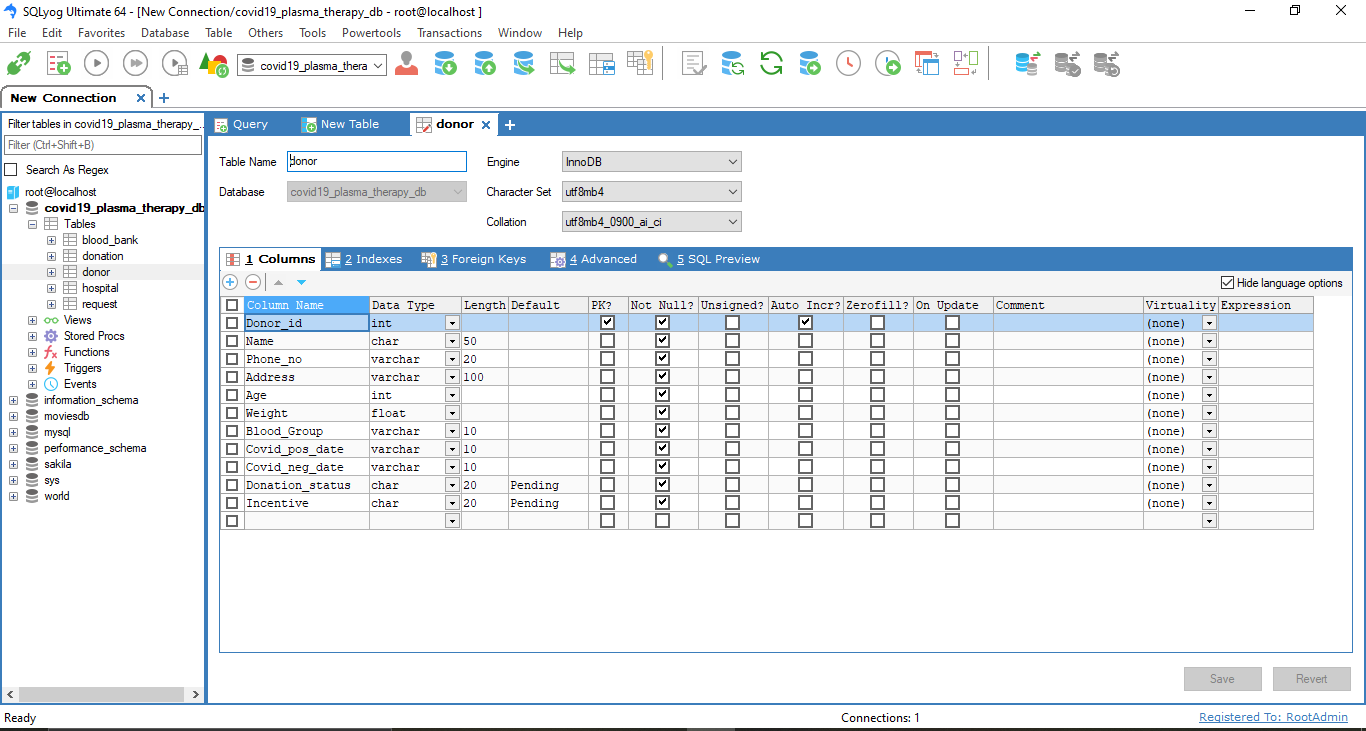 SQLyog Ultimate 64 - [New Connection/covid19_plasma_therapy_db - root@localhost ]
File Edit Favorites Database Table Others Tools Powertools Transactions Window Help
covid19_plasma_thera
New Connection
Filter tables in covid19_plasma_therapy_...
Filter (Ctrl+Shift+B)
Search As Regex
root@localhost
covid19_plasma_therapy_db
Tables
blood_bank
donation
donor
hospital
request
Views
Stored Procs
Functions
Triggers
Events
information_schema
moviesdb
mysql
performance_schema
sakila
sys
world
Query New Table donor
Table Name donor Engine InnoDB
Database covid19_plasma_therapy_db Character Set utf8mb4
Collation utf8mb4_0900_ai_ci
1 Columns 2 Indexes 3 Foreign Keys 4 Advanced 5 SQL Preview
Hide language options
Column Name Data Type Length Default PK? Not Null? Unsigned? Auto Incr? Zerofill? On Update Comment Virtuality Expression
Donor_id int (none)
Name char 50 (none)
Phone_no varchar 20 (none)
Address varchar 100 (none)
Age int (none)
Weight float (none)
Blood_Group varchar 10 (none)
Covid_pos_date varchar 10 (none)
Covid_neg_date varchar 10 (none)
Donation_status char 20 Pending (none)
Incentive char 20 Pending (none)
Save Revert
Ready Connections: 1 Registered To: RootAdmin